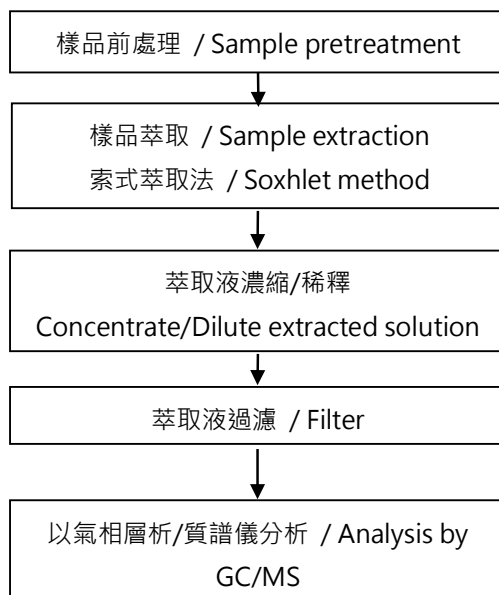 樣品前處理 / Sample pretreatment
樣品萃取 / Sample extraction
索式萃取法 / Soxhlet method
萃取液濃縮/稀釋
Concentrate/Dilute extracted solution
萃取液過濾 / Filter
以氣相層析/質譜儀分析 / Analysis by
GC/MS